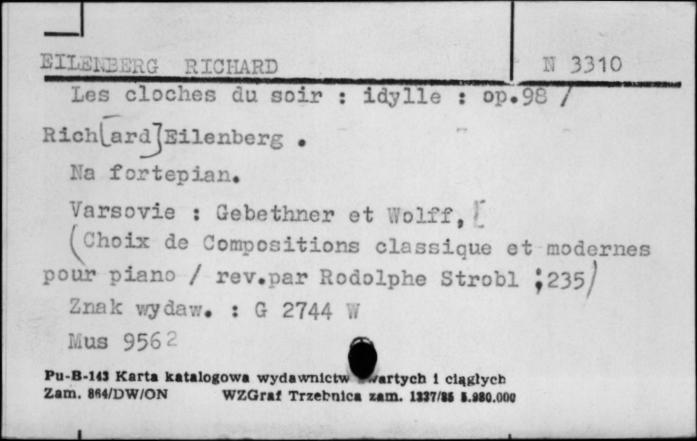 EILENBERG RICHARD N 3310
Les cloches du soir : idylle : op.98 /
Rich[ard]Eilenberg .
Na fortepian.
Varsovie : Gebethner et Wolff, [
(Choix de Compositions classique et modernes
pour piano / rev.par Rodolphe Strobl ;235)
Znak wydaw. : G 2744 W
Mus 9562
Pu-B-143 Karta katalogowa wydawnictw i ciągłych
Zam. 864/DW/ON WZGraf Trzebnica zam. 1337/85 5.980.000